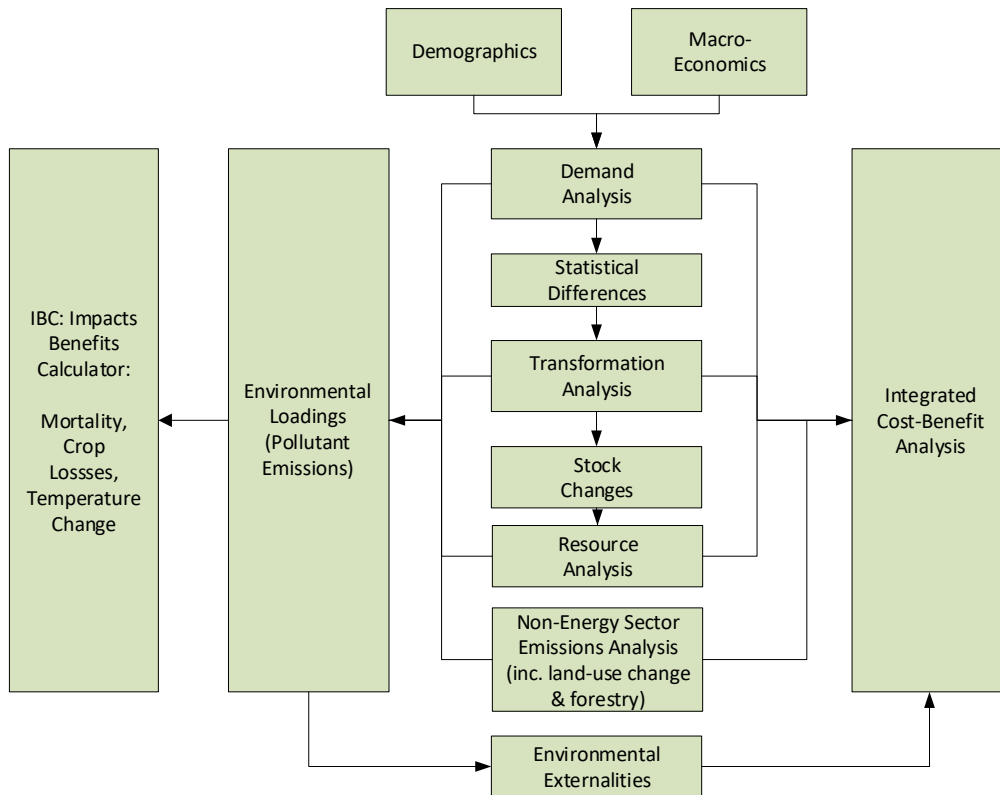 Demographics
Macro-
Economics
Demand
Analysis
Statistical
Differences
IBC: Impacts
Benefits
Calculator:
Mortality,
Crop
Lossses,
Temperature
Change
Environmental
Loadings
(Pollutant
Emissions)
Transformation
Analysis
Integrated
Cost-Benefit
Analysis
Stock
Changes
Resource
Analysis
Non-Energy Sector
Emissions Analysis
(inc. land-use change
& forestry)
Environmental
Externalities